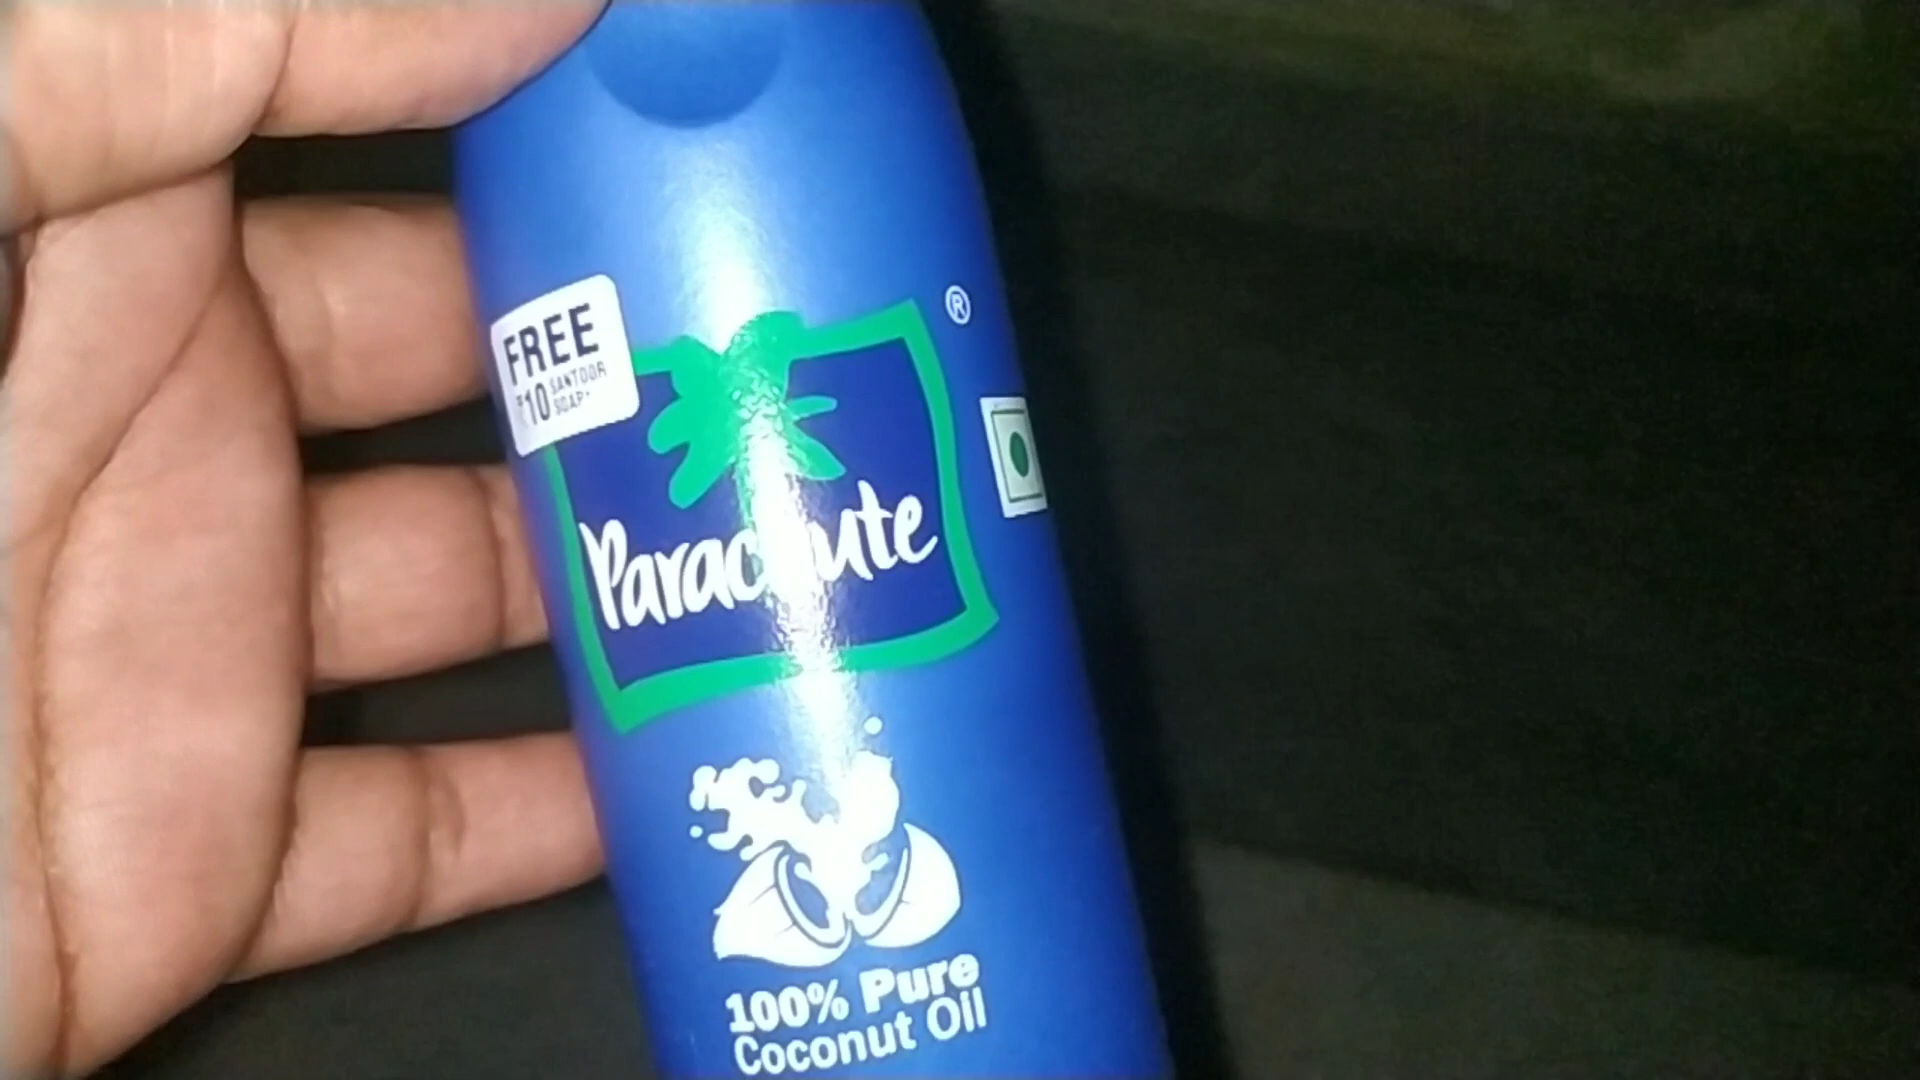 FREE
₹10 SANTOOR
SOAP*
®
Parachute
100% Pure
Coconut Oil